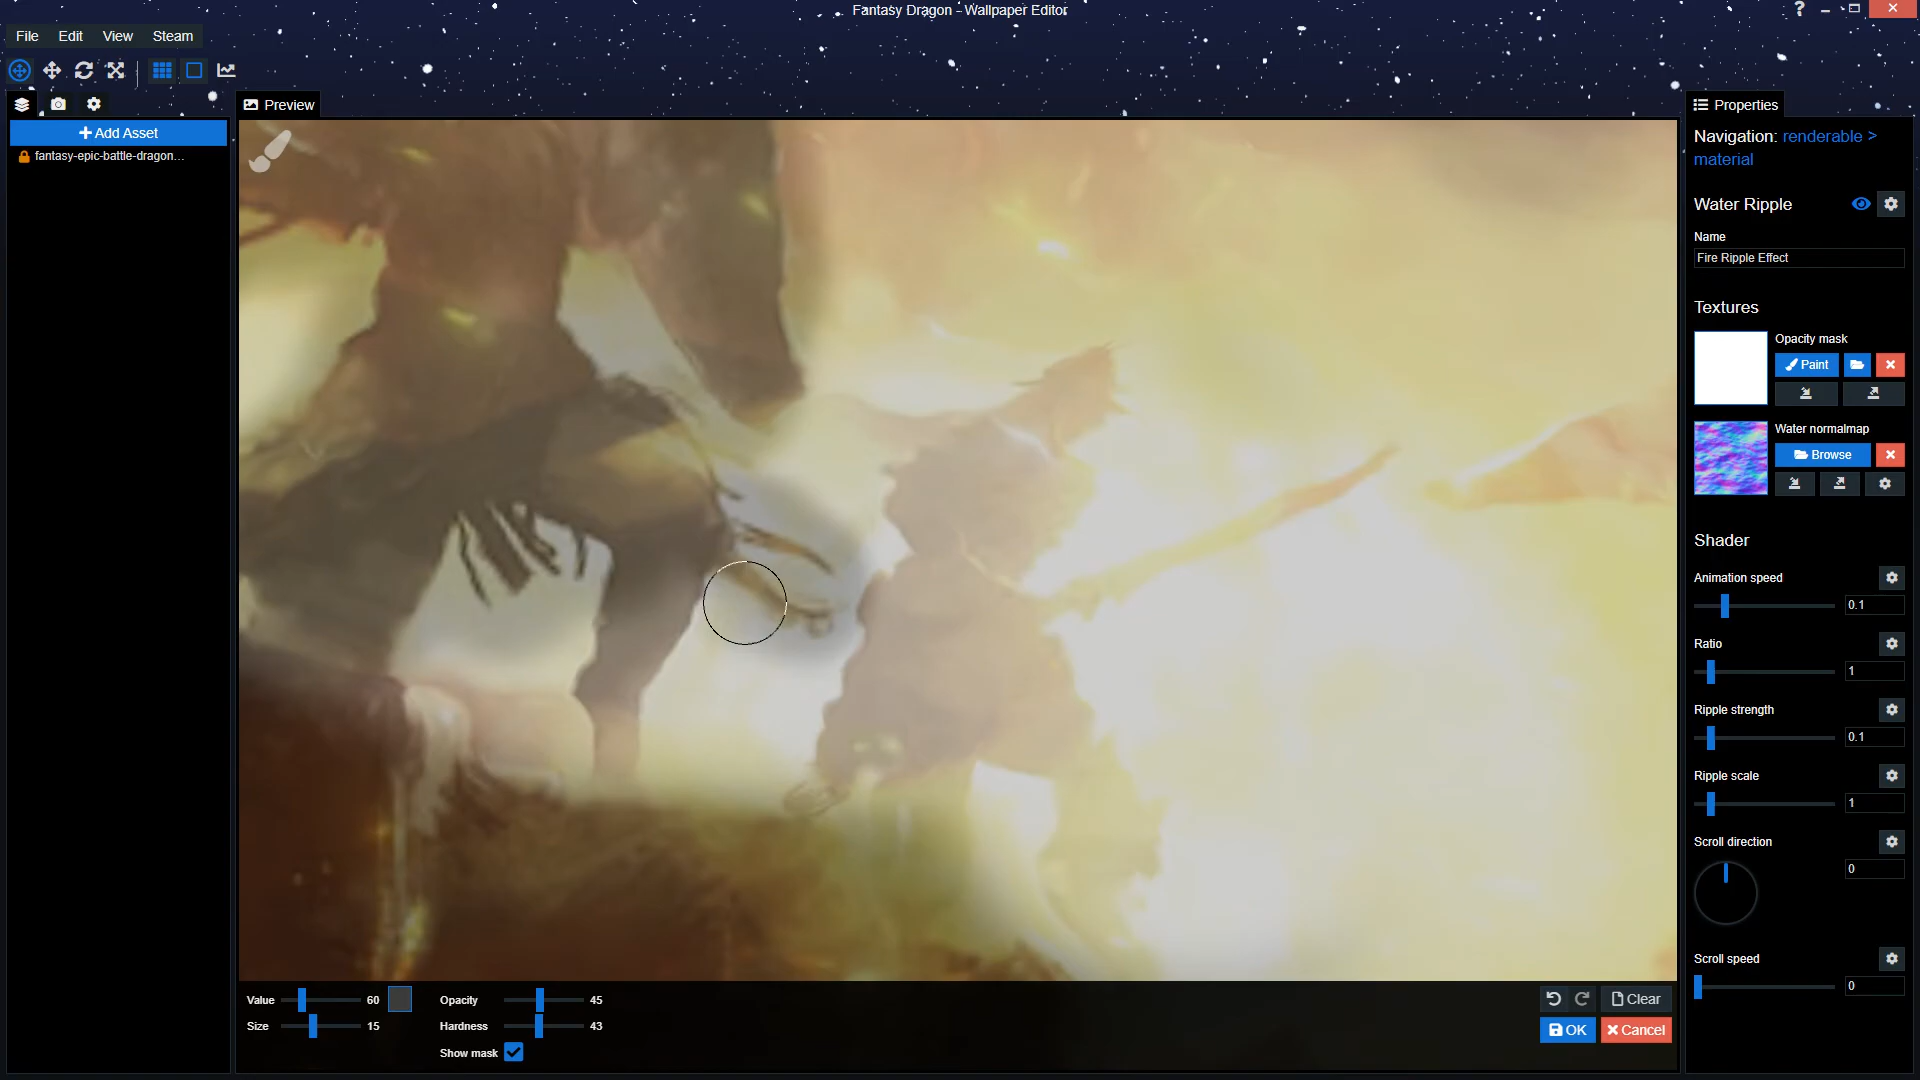 Fantasy Dragon - Wallpaper Editor
File Edit View Steam
Add Asset
fantasy-epic-battle-dragon...
Preview
Properties
Navigation: renderable >
material
Water Ripple
Name
Fire Ripple Effect
Textures
Opacity mask
Paint
Water normalmap
Browse
Shader
Animation speed
0.1
Ratio
1
Ripple strength
0.1
Ripple scale
1
Scroll direction
0
Scroll speed
0
Value 60 Opacity 45
Size 15 Hardness 43
Show mask
Clear
OK Cancel